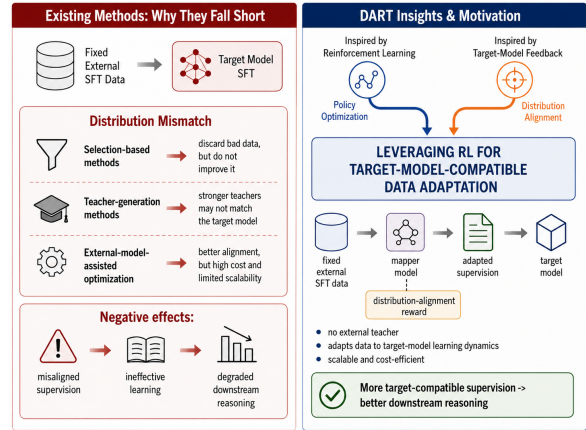 Existing Methods: Why They Fall Short
Fixed
External
SFT Data
Target Model
SFT
Distribution Mismatch
Selection-based
methods
discard bad data,
but do not
improve it
Teacher-generation
methods
stronger teachers
may not match
the target model
External-model-
assisted
optimization
better alignment,
but high cost and
limited scalability
Negative effects:
misaligned
supervision
ineffective
learning
degraded
downstream
reasoning
DART Insights & Motivation
Inspired by
Reinforcement Learning
Inspired by
Target-Model Feedback
Policy
Optimization
Distribution
Alignment
LEVERAGING RL FOR
TARGET-MODEL-COMPATIBLE
DATA ADAPTATION
fixed
external
SFT data
mapper
model
adapted
supervision
target
model
distribution-alignment
reward
• no external teacher
• adapts data to target-model learning dynamics
• scalable and cost-efficient
More target-compatible supervision ->
better downstream reasoning